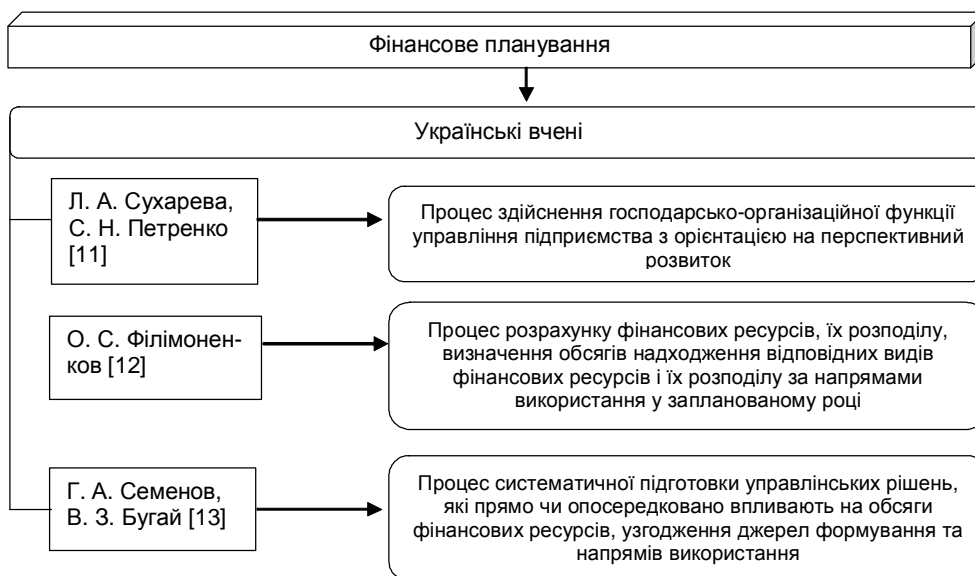 Фінансове планування
Українські вчені
Л. А. Сухарева,
С. Н. Петренко
[11]
Процес здійснення господарсько-організаційної функції
управління підприємства з орієнтацією на перспективний
розвиток
О. С. Філімонен-
ков [12]
Процес розрахунку фінансових ресурсів, їх розподілу,
визначення обсягів надходження відповідних видів
фінансових ресурсів і їх розподілу за напрямами
використання у запланованому році
Г. А. Семенов,
В. З. Бугай [13]
Процес систематичної підготовки управлінських рішень,
які прямо чи опосередковано впливають на обсяги
фінансових ресурсів, узгодження джерел формування та
напрямів використання